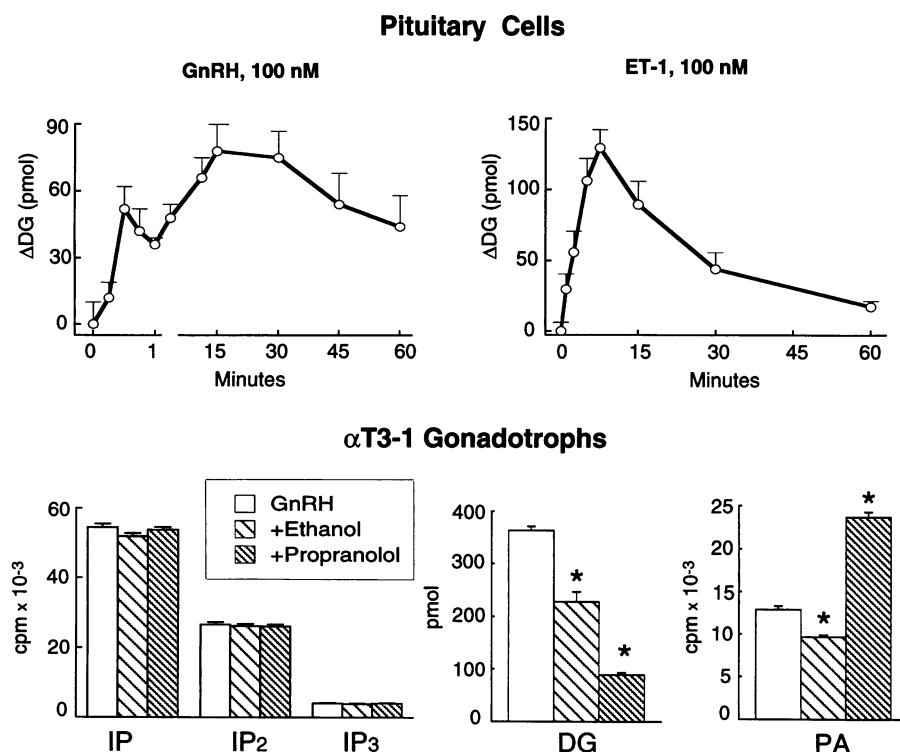 Pituitary Cells
GnRH, 100 nM
ET-1, 100 nM
90
60
30
0
ΔDG (pmol)
0 1 15 30 45 60
Minutes
150
100
50
0
ΔDG (pmol)
0 15 30 45 60
Minutes
αT3-1 Gonadotrophs
GnRH
+Ethanol
+Propranolol
60
40
20
0
cpm x 10⁻³
IP IP₂ IP₃
400
300
200
100
0
pmol
* *
DG
25
20
15
10
5
0
cpm x 10⁻³
* *
PA